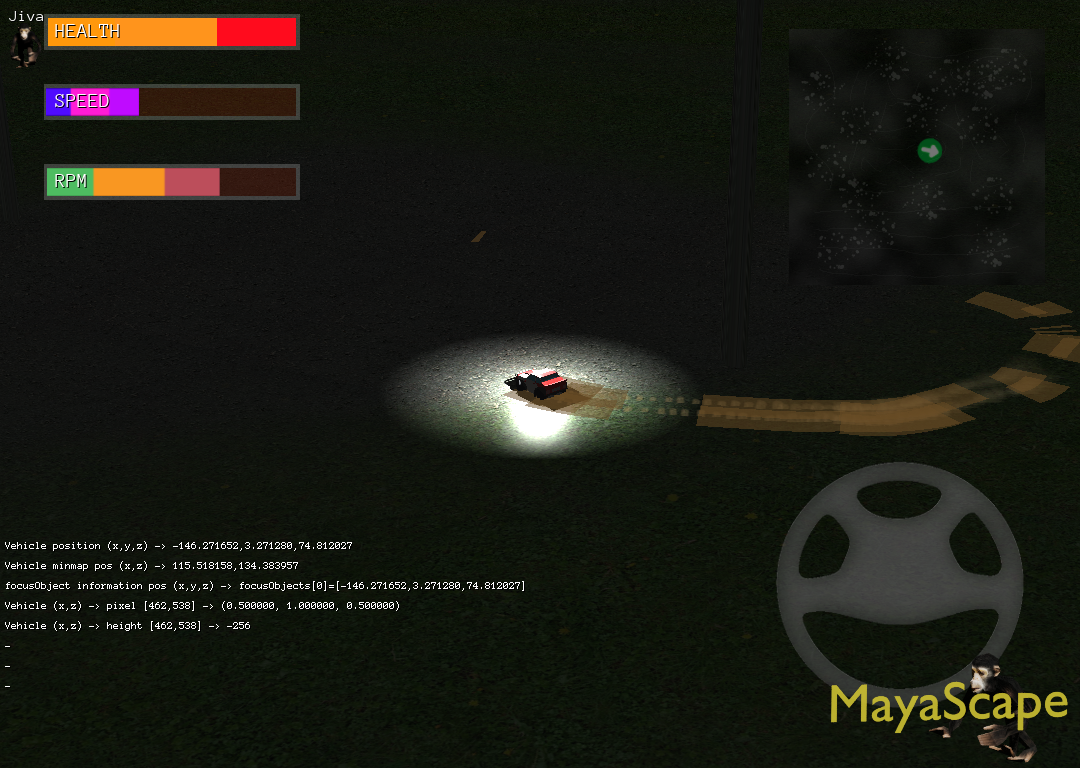 Jiva
HEALTH
SPEED
RPM
Vehicle position (x,y,z) -> -146.271652,3.271280,74.812027
Vehicle minmap pos (x,z) -> 115.518158,134.383957
focusObject information pos (x,y,z) -> focusObjects[0]=[-146.271652,3.271280,74.812027]
Vehicle (x,z) -> pixel [462,538] -> (0.500000, 1.000000, 0.500000)
Vehicle (x,z) -> height [462,538] -> -256
-
-
-
MayaScape